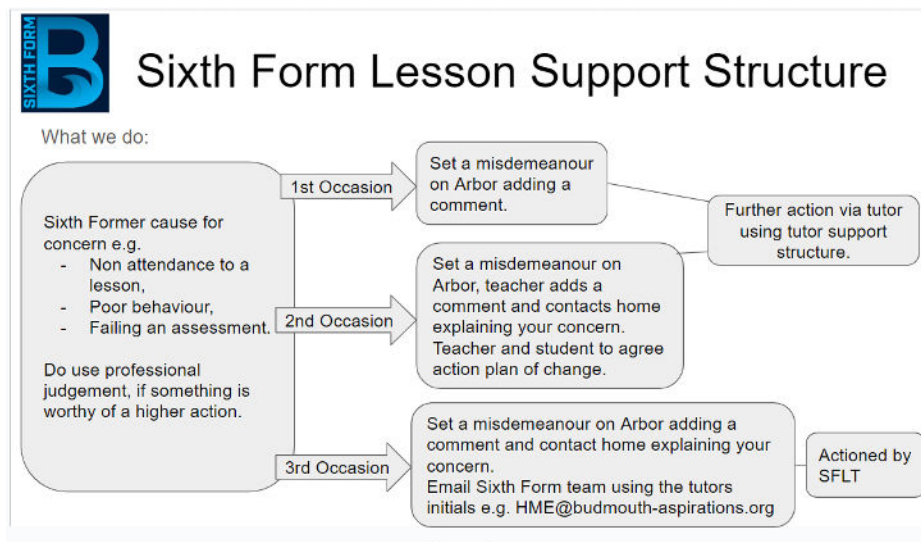 SIXTH FORM
B
Sixth Form Lesson Support Structure
What we do:
Sixth Former cause for
concern e.g.
- Non attendance to a
lesson,
- Poor behaviour,
- Failing an assessment.
Do use professional
judgement, if something is
worthy of a higher action.
1st Occasion
Set a misdemeanour
on Arbor adding a
comment.
Further action via tutor
using tutor support
structure.
2nd Occasion
Set a misdemeanour on
Arbor, teacher adds a
comment and contacts home
explaining your concern.
Teacher and student to agree
action plan of change.
3rd Occasion
Set a misdemeanour on Arbor adding a
comment and contact home explaining your
concern.
Email Sixth Form team using the tutors
initials e.g. HME@budmouth-aspirations.org
Actioned by
SFLT